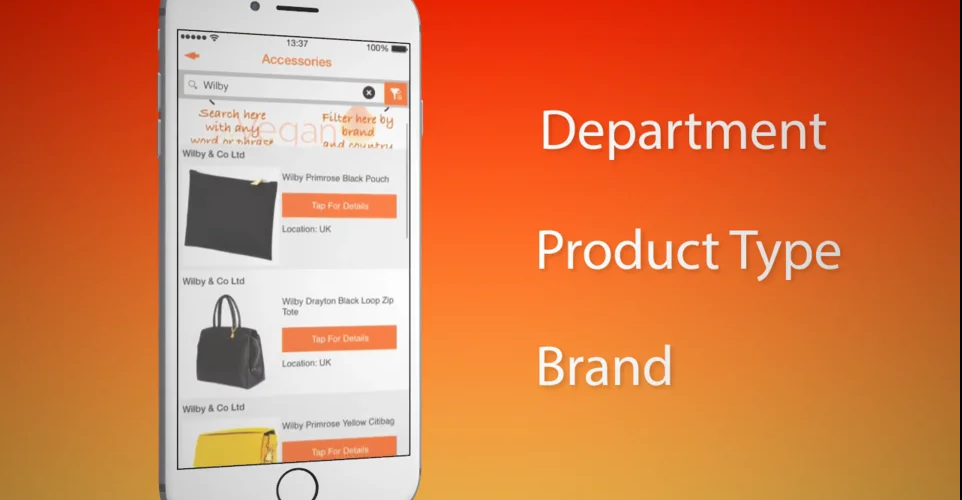 13:37
100%
Accessories
Wilby
Search here
with any
word or phrase
Filter here by
brand
and country
Vegan
Wilby & Co Ltd
Wilby Primrose Black Pouch
Tap For Details
Location: UK
Wilby & Co Ltd
Wilby Drayton Black Loop Zip
Tote
Tap For Details
Location: UK
Wilby & Co Ltd
Wilby Primrose Yellow Citibag
Tap For Details
Department
Product Type
Brand